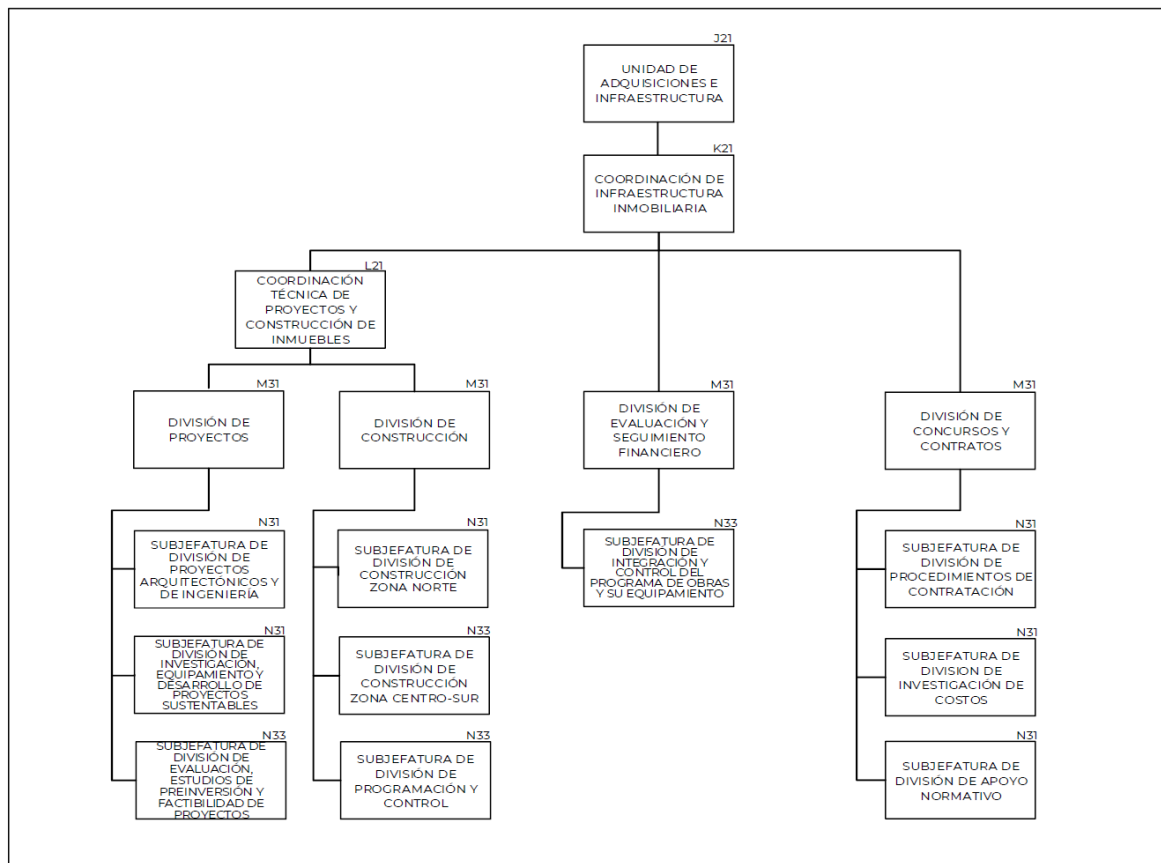 J21
UNIDAD DE
ADQUISICIONES E
INFRAESTRUCTURA
K21
COORDINACIÓN DE
INFRAESTRUCTURA
INMOBILIARIA
L21
COORDINACIÓN
TÉCNICA DE
PROYECTOS Y
CONSTRUCCIÓN DE
INMUEBLES
M31
DIVISIÓN DE
PROYECTOS
M31
DIVISIÓN DE
CONSTRUCCIÓN
M31
DIVISIÓN DE
EVALUACIÓN Y
SEGUIMIENTO
FINANCIERO
M31
DIVISIÓN DE
CONCURSOS Y
CONTRATOS
N31
SUBJEFATURA DE
DIVISIÓN DE
PROYECTOS
ARQUITECTÓNICOS Y
DE INGENIERÍA
N31
SUBJEFATURA DE
DIVISIÓN DE
CONSTRUCCIÓN
ZONA NORTE
N33
SUBJEFATURA DE
DIVISIÓN DE
INTEGRACIÓN Y
CONTROL DEL
PROGRAMA DE OBRAS
Y SU EQUIPAMIENTO
N31
SUBJEFATURA DE
DIVISIÓN DE
PROCEDIMIENTOS DE
CONTRATACIÓN
N31
SUBJEFATURA DE
DIVISIÓN DE
INVESTIGACIÓN,
EQUIPAMIENTO Y
DESARROLLO DE
PROYECTOS
SUSTENTABLES
N33
SUBJEFATURA DE
DIVISIÓN DE
CONSTRUCCIÓN
ZONA CENTRO-SUR
N31
SUBJEFATURA DE
DIVISION DE
INVESTIGACIÓN DE
COSTOS
N33
SUBJEFATURA DE
DIVISIÓN DE
EVALUACIÓN,
ESTUDIOS DE
PREINVERSIÓN Y
FACTIBILIDAD DE
PROYECTOS
N33
SUBJEFATURA DE
DIVISIÓN DE
PROGRAMACIÓN Y
CONTROL
N31
SUBJEFATURA DE
DIVISIÓN DE APOYO
NORMATIVO